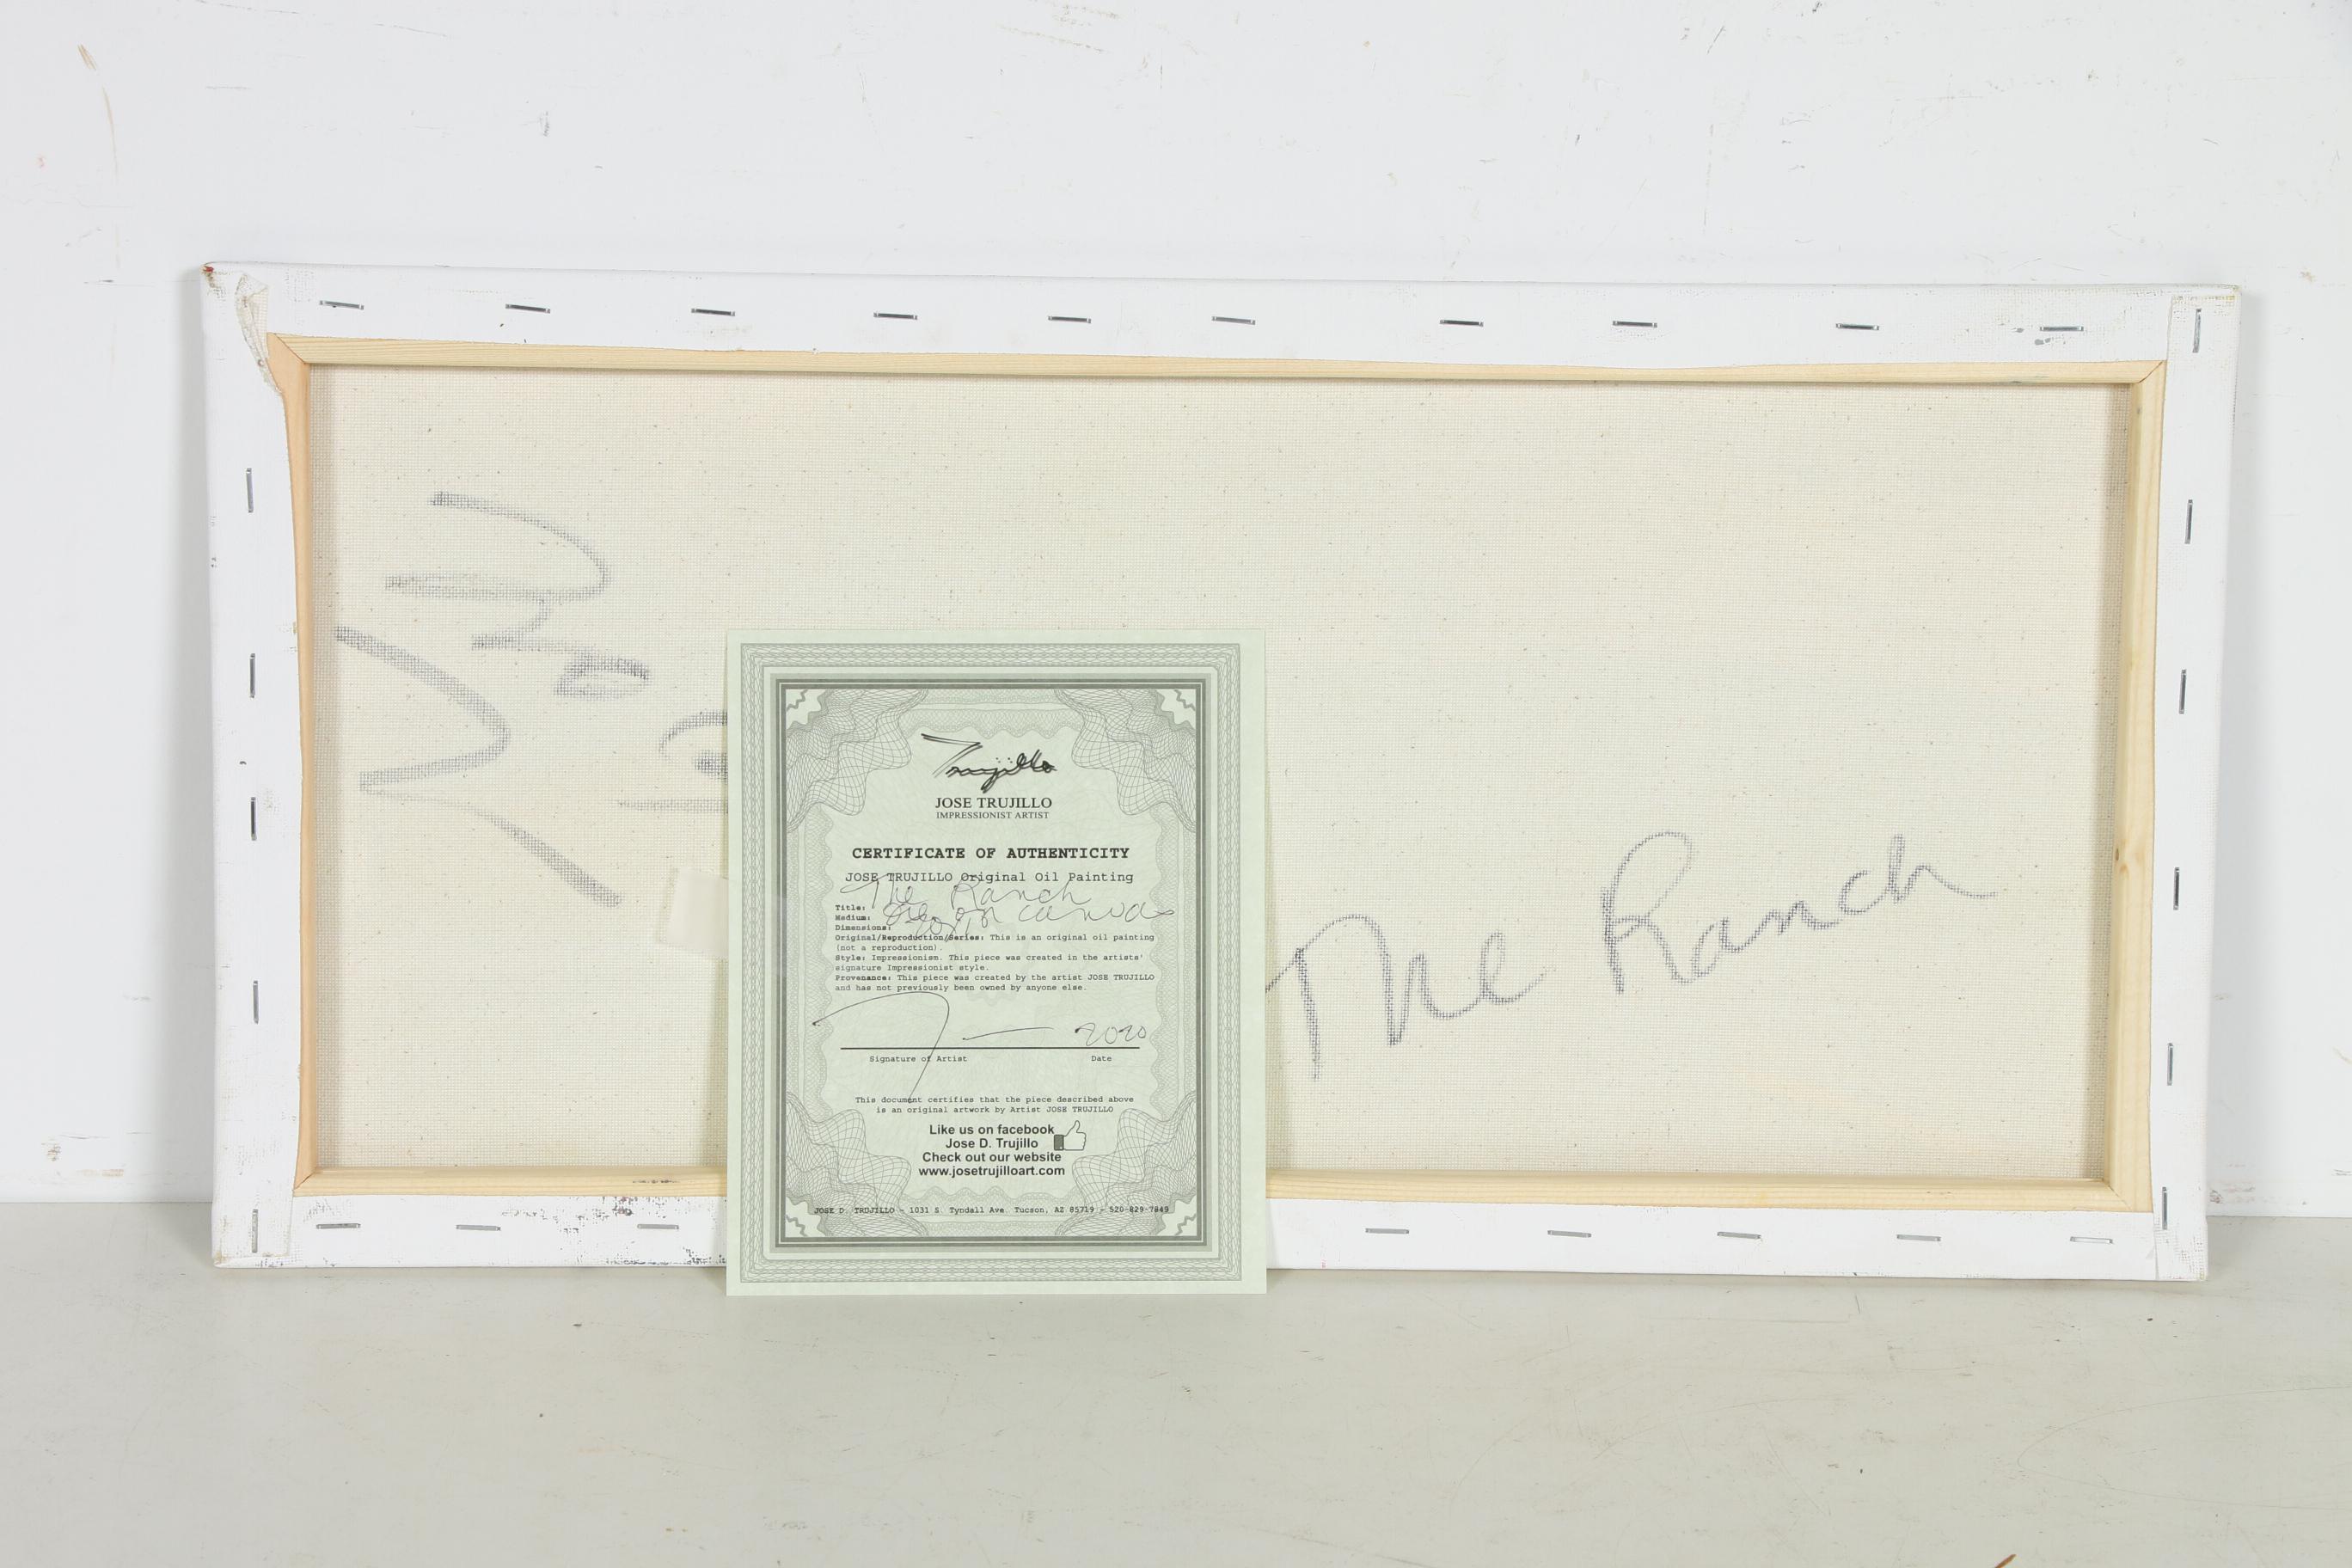 Trujillo
JOSE TRUJILLO
IMPRESSIONIST ARTIST
CERTIFICATE OF AUTHENTICITY
JOSE TRUJILLO Original Oil Painting
Title: The Ranch
Medium: on canvas
Dimensions:
Original/Reproduction/Series: This is an original oil painting
(not a reproduction).
Style: Impressionism. This piece was created in the artists'
signature Impressionist style.
Provenance: This piece was created by the artist JOSE TRUJILLO
and has not previously been owned by anyone else.
2020
Signature of Artist Date
This document certifies that the piece described above
is an original artwork by Artist JOSE TRUJILLO
Like us on facebook
Jose D. Trujillo
Check out our website
www.josetrujilloart.com
JOSE D. TRUJILLO - 1031 S. Tyndall Ave. Tucson, AZ 85719 - 520-829-7849
The Ranch